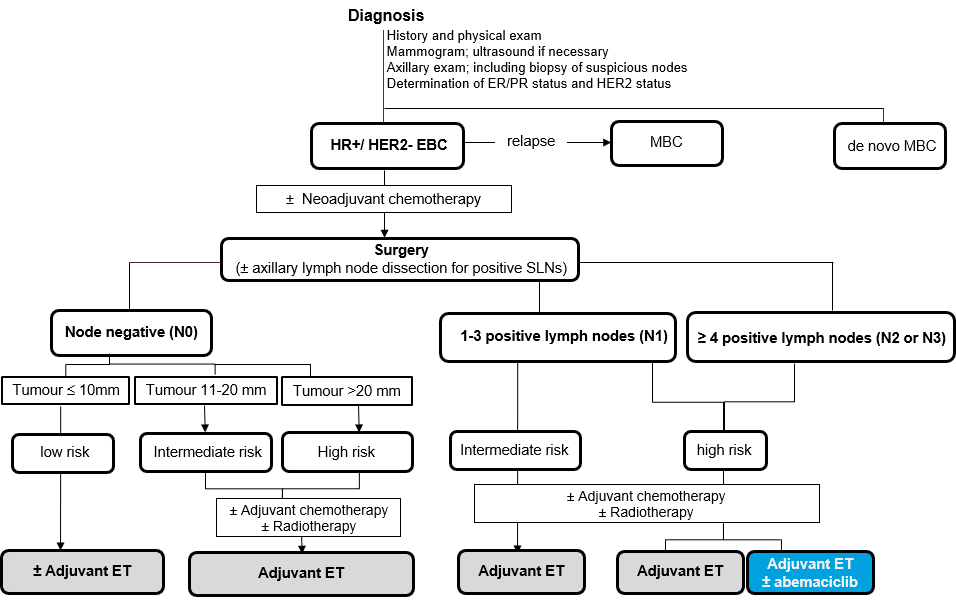 Diagnosis
History and physical exam
Mammogram; ultrasound if necessary
Axillary exam; including biopsy of suspicious nodes
Determination of ER/PR status and HER2 status
HR+/ HER2- EBC
relapse
MBC
de novo MBC
± Neoadjuvant chemotherapy
Surgery
(± axillary lymph node dissection for positive SLNs)
Node negative (N0)
1-3 positive lymph nodes (N1)
≥ 4 positive lymph nodes (N2 or N3)
Tumour ≤ 10mm
Tumour 11-20 mm
Tumour >20 mm
low risk
Intermediate risk
High risk
Intermediate risk
high risk
± Adjuvant chemotherapy
± Radiotherapy
± Adjuvant chemotherapy
± Radiotherapy
± Adjuvant ET
Adjuvant ET
Adjuvant ET
Adjuvant ET
Adjuvant ET
± abemaciclib